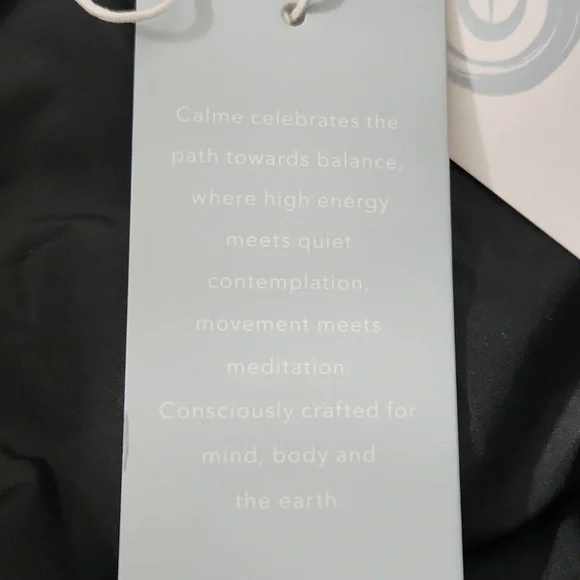 Calme celebrates the
path towards balance,
where high energy
meets quiet
contemplation,
movement meets
meditation.
Consciously crafted for
mind, body and
the earth.